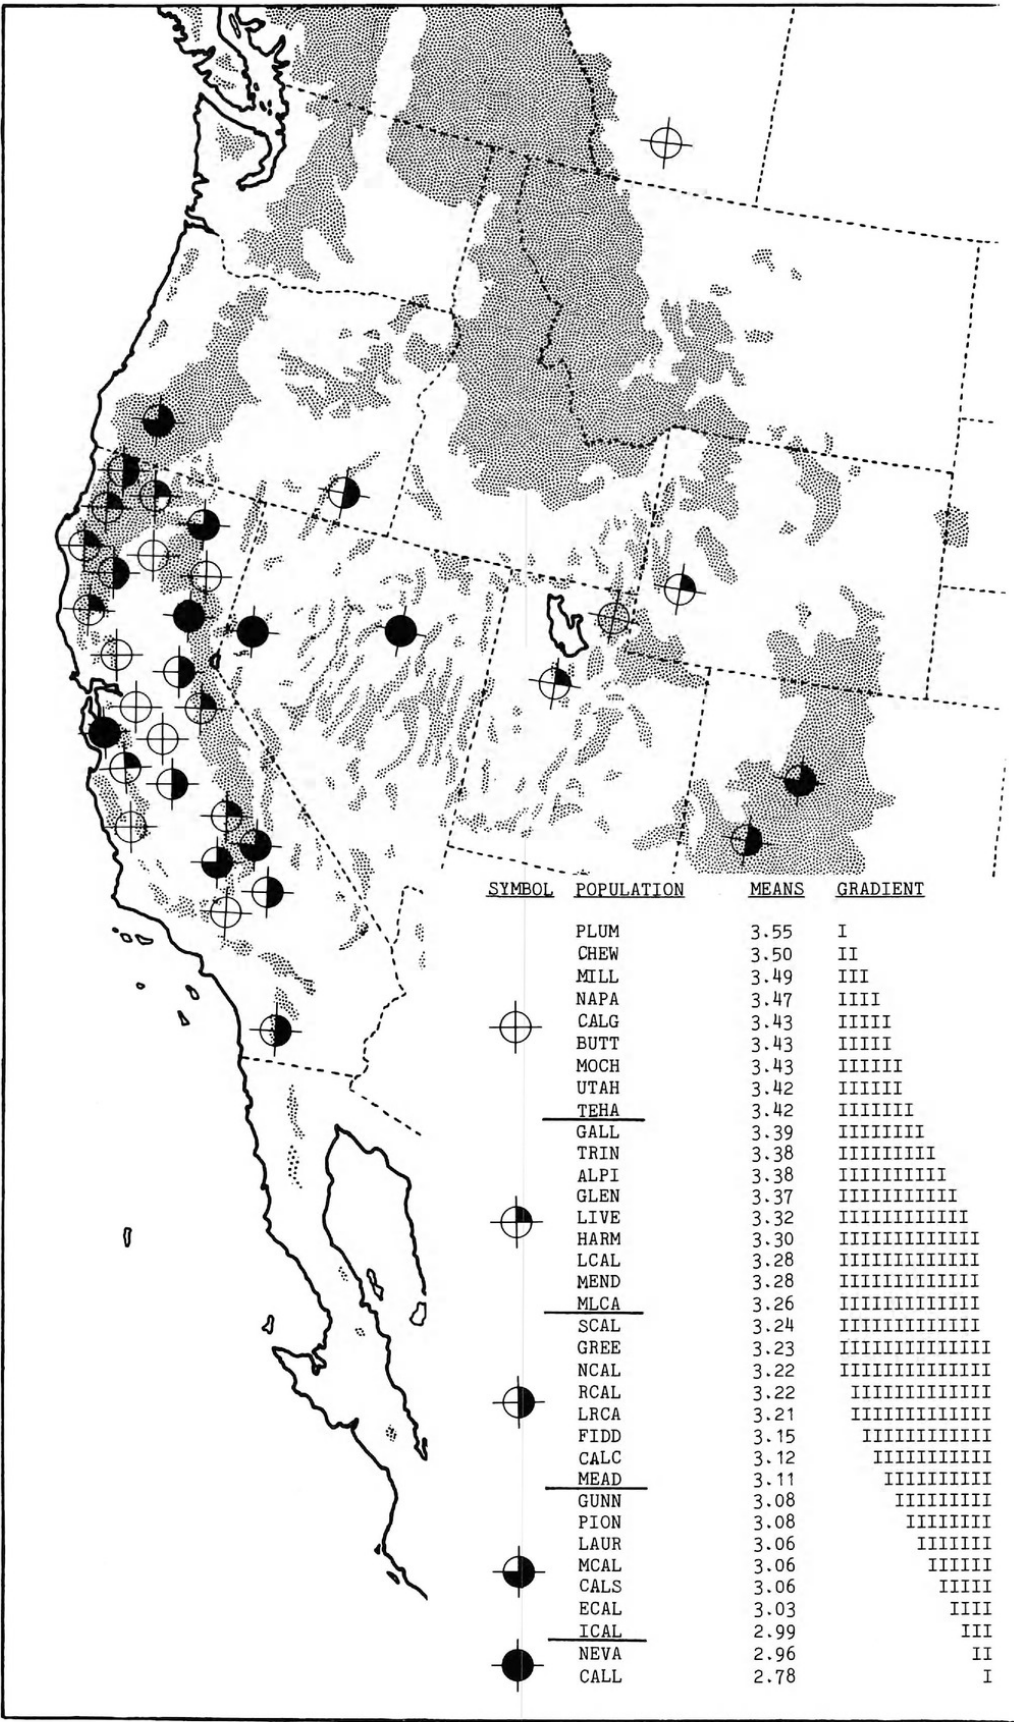 SYMBOL POPULATION MEANS GRADIENT
PLUM 3.55 I
CHEW 3.50 II
MILL 3.49 III
NAPA 3.47 IIII
CALG 3.43 IIIII
BUTT 3.43 IIIII
MOCH 3.43 IIIIII
UTAH 3.42 IIIIII
TEHA 3.42 IIIIIII
GALL 3.39 IIIIIIII
TRIN 3.38 IIIIIIIII
ALPI 3.38 IIIIIIIIII
GLEN 3.37 IIIIIIIIIII
LIVE 3.32 IIIIIIIIIIII
HARM 3.30 IIIIIIIIIIIII
LCAL 3.28 IIIIIIIIIIIII
MEND 3.28 IIIIIIIIIIIII
MLCA 3.26 IIIIIIIIIIIII
SCAL 3.24 IIIIIIIIIIIII
GREE 3.23 IIIIIIIIIIIIII
NCAL 3.22 IIIIIIIIIIIIII
RCAL 3.22 IIIIIIIIIIIII
LRCA 3.21 IIIIIIIIIIIII
FIDD 3.15 IIIIIIIIIIII
CALC 3.12 IIIIIIIIIII
MEAD 3.11 IIIIIIIIII
GUNN 3.08 IIIIIIIII
PION 3.08 IIIIIIII
LAUR 3.06 IIIIIII
MCAL 3.06 IIIIII
CALS 3.06 IIIII
ECAL 3.03 IIII
ICAL 2.99 III
NEVA 2.96 II
CALL 2.78 I